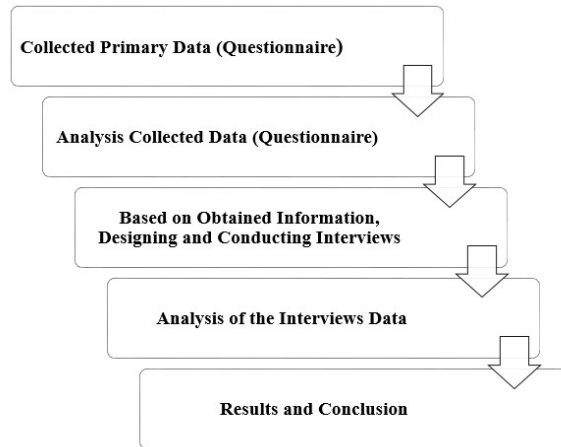 Collected Primary Data (Questionnaire)
Analysis Collected Data (Questionnaire)
Based on Obtained Information,
Designing and Conducting Interviews
Analysis of the Interviews Data
Results and Conclusion